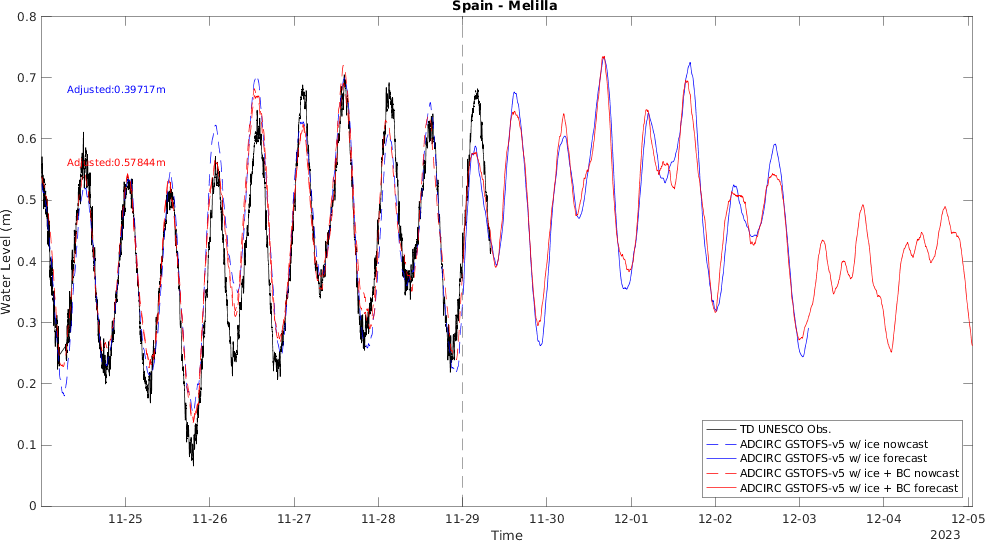 Spain - Melilla
0.8
0.7
0.6
0.5
0.4
0.3
0.2
0.1
0
Water Level (m)
Adjusted:0.39717m
Adjusted:0.57844m
TD UNESCO Obs.
ADCIRC GSTOFS-v5 w/ ice nowcast
ADCIRC GSTOFS-v5 w/ ice forecast
ADCIRC GSTOFS-v5 w/ ice + BC nowcast
ADCIRC GSTOFS-v5 w/ ice + BC forecast
11-25 11-26 11-27 11-28 11-29 11-30 12-01 12-02 12-03 12-04 12-05
Time
2023